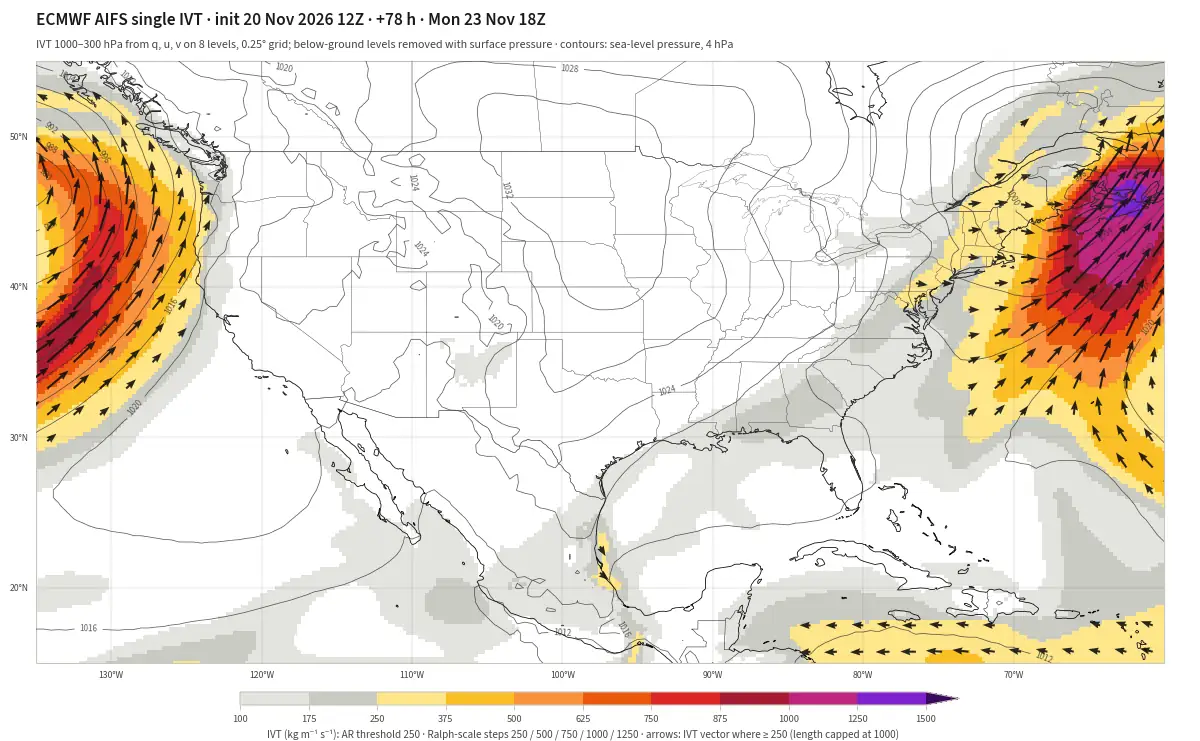 ECMWF AIFS single IVT · init 20 Nov 2026 12Z · +78 h · Mon 23 Nov 18Z
IVT 1000–300 hPa from q, u, v on 8 levels, 0.25° grid; below-ground levels removed with surface pressure · contours: sea-level pressure, 4 hPa
1020
1028
992
988
996
50°N
1024
1032
1000
1024
40°N
1016
1020
1020
1020
1024
30°N
20°N
1016
1012
1016
1012
130°W 120°W 110°W 100°W 90°W 80°W 70°W
100 175 250 375 500 625 750 875 1000 1250 1500
IVT (kg m⁻¹ s⁻¹): AR threshold 250 · Ralph-scale steps 250 / 500 / 750 / 1000 / 1250 · arrows: IVT vector where ≥ 250 (length capped at 1000)